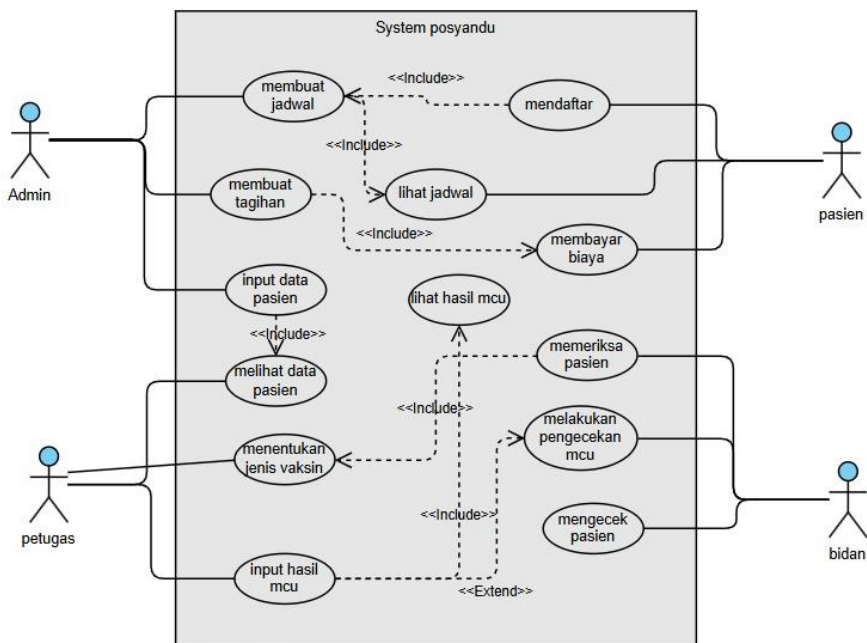 System posyandu
<<Include>>
membuat
jadwal
mendaftar
Admin
<<Include>>
pasien
membuat
tagihan
lihat jadwal
<<Include>>
membayar
biaya
input data
pasien
lihat hasil mcu
<<Include>>
memeriksa
pasien
melihat data
pasien
<<Include>>
melakukan
pengecekan
mcu
menentukan
jenis vaksin
petugas
<<Include>>
mengecek
pasien
bidan
input hasil
mcu
<<Extend>>